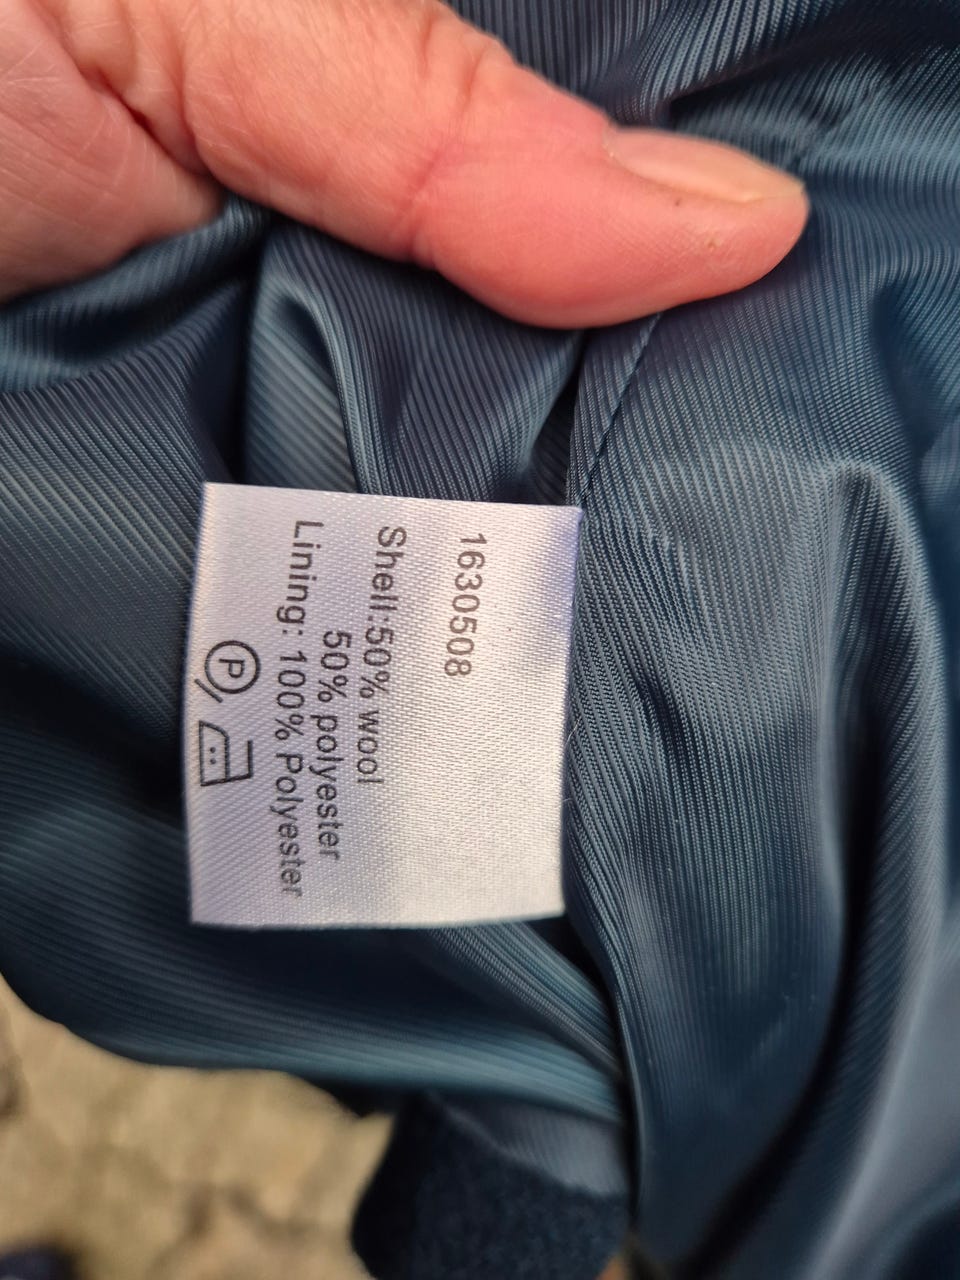 1630508
Shell:50% wool
50% polyester
Lining: 100% Polyester
P